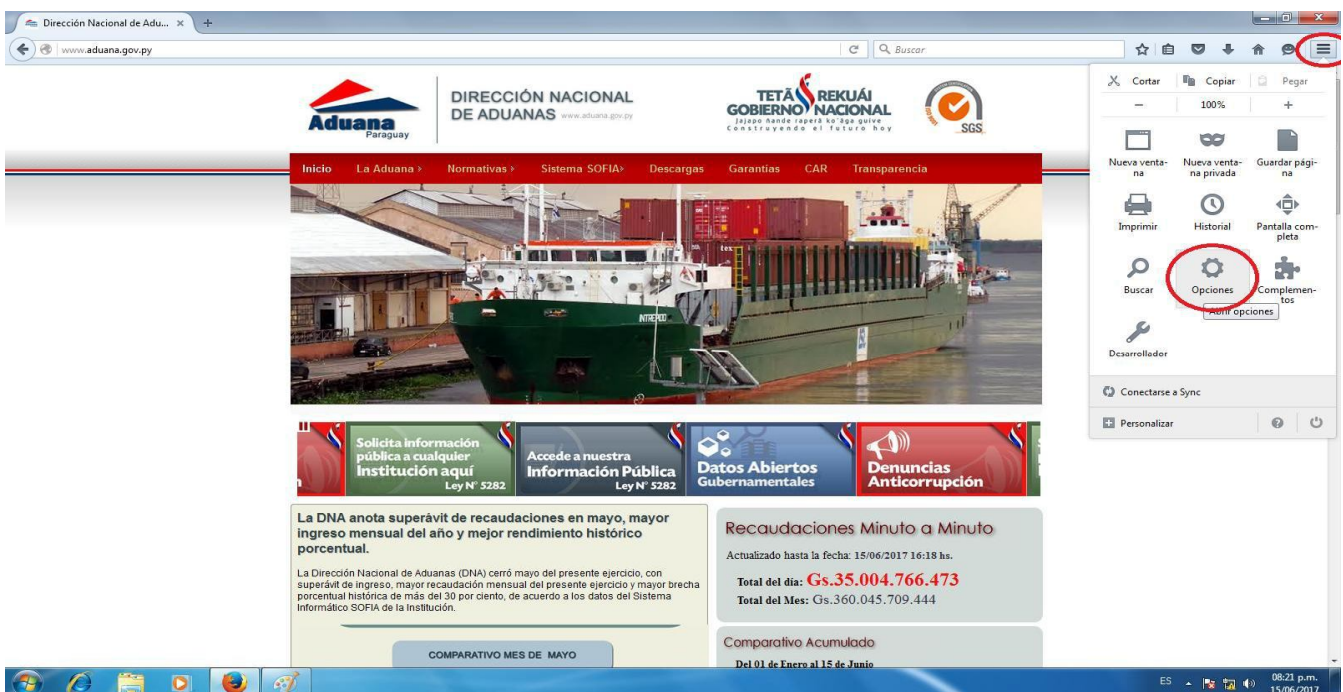 Dirección Nacional de Adu...
www.aduana.gov.py
Buscar
Aduana
Paraguay
DIRECCIÓN NACIONAL
DE ADUANAS www.aduana.gov.py
TETÃ REKUÁI
GOBIERNO NACIONAL
Jajapo ñande raperã ko'ãga guive
Construyendo el futuro hoy
SGS
Inicio La Aduana Normativas Sistema SOFIA Descargas Garantías CAR Transparencia
INTREPIDO
Cortar Copiar Pegar
− 100% +
Nueva venta-
na
Nueva venta-
na privada
Guardar pági-
na
Imprimir
Historial
Pantalla com-
pleta
Buscar
Opciones
Complemen-
tos
Abrir opciones
Desarrollador
Conectarse a Sync
Personalizar
Solicita información
pública a cualquier
Institución aquí
Ley N° 5282
Accede a nuestra
Información Pública
Ley N° 5282
Datos Abiertos
Gubernamentales
Denuncias
Anticorrupción
La DNA anota superávit de recaudaciones en mayo, mayor
ingreso mensual del año y mejor rendimiento histórico
porcentual.
La Dirección Nacional de Aduanas (DNA) cerró mayo del presente ejercicio, con
superávit de ingreso, mayor recaudación mensual del presente ejercicio y mayor brecha
porcentual histórica de más del 30 por ciento, de acuerdo a los datos del Sistema
Informático SOFIA de la Institución.
COMPARATIVO MES DE MAYO
Recaudaciones Minuto a Minuto
Actualizado hasta la fecha: 15/06/2017 16:18 hs.
Total del día: Gs.35.004.766.473
Total del Mes: Gs.360.045.709.444
Comparativo Acumulado
Del 01 de Enero al 15 de Junio
ES
08:21 p.m.
15/06/2017